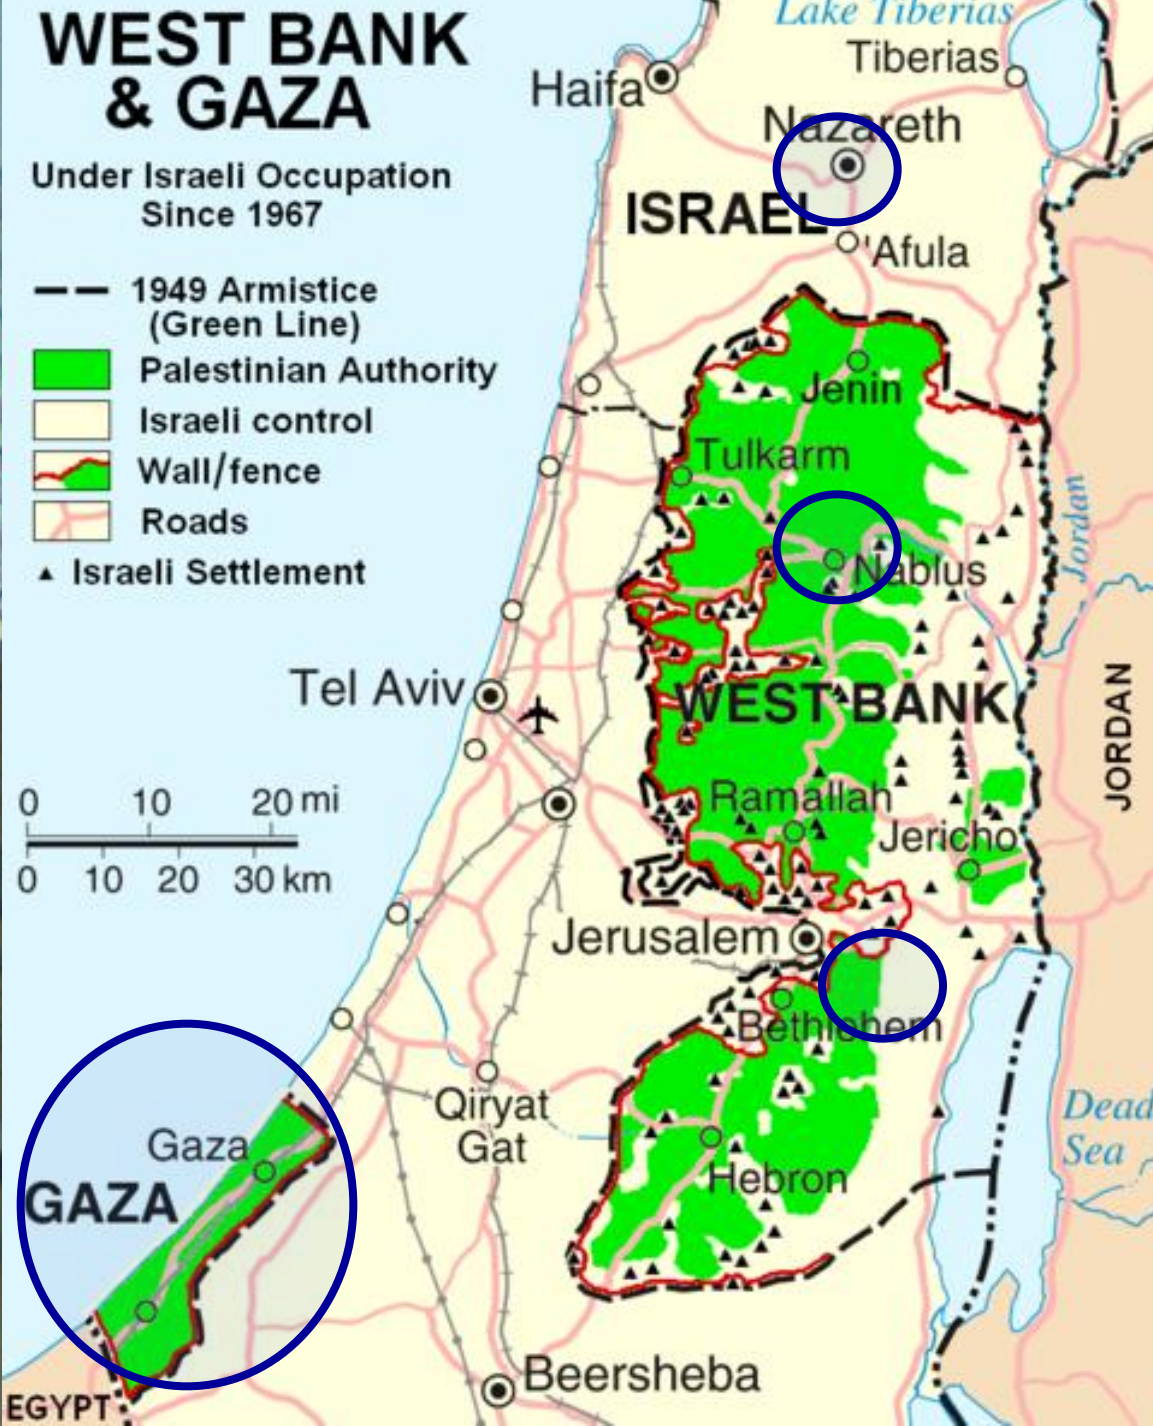 WEST BANK
& GAZA
Under Israeli Occupation
Since 1967
1949 Armistice
(Green Line)
Palestinian Authority
Israeli control
Wall/fence
Roads
Israeli Settlement
Lake Tiberias
Tiberias
Haifa
Nazareth
ISRAEL
'Afula
Jenin
Tulkarm
Jordan
Nablus
Tel Aviv
WEST BANK
JORDAN
0 10 20 mi
0 10 20 30 km
Ramallah
Jericho
Jerusalem
Bethlehem
Qiryat
Gat
Dead
Sea
Gaza
GAZA
Hebron
Beersheba
EGYPT